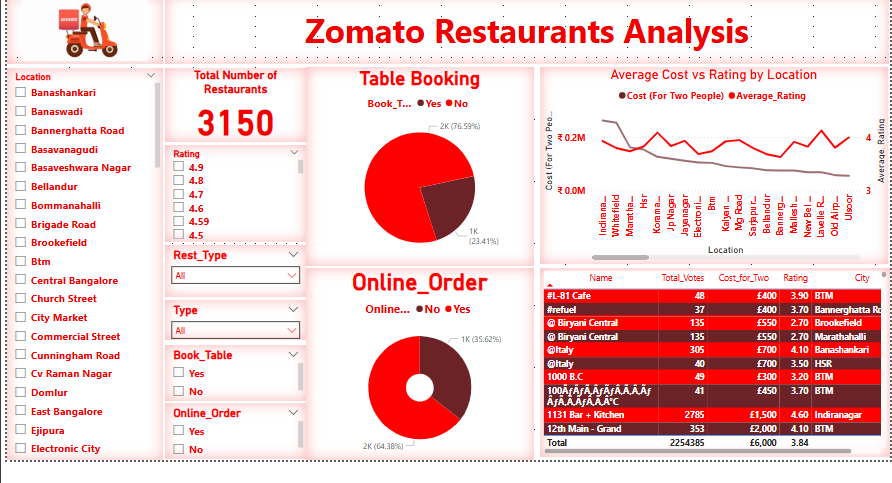 zomato
Zomato Restaurants Analysis
Location
Banashankari
Banaswadi
Bannerghatta Road
Basavanagudi
Basaveshwara Nagar
Bellandur
Bommanahalli
Brigade Road
Brookefield
Btm
Central Bangalore
Church Street
City Market
Commercial Street
Cunningham Road
Cv Raman Nagar
Domlur
East Bangalore
Ejipura
Electronic City
Total Number of
Restaurants
3150
Rating
4.9
4.8
4.7
4.6
4.59
4.5
Rest_Type
All
Type
All
Book_Table
Yes
No
Online_Order
Yes
No
Table Booking
Book_T... Yes No
2K (76.59%)
1K
(23.41%)
Online_Order
Online... No Yes
1K (35.62%)
2K (64.38%)
Average Cost vs Rating by Location
Cost (For Two People) Average_Rating
Cost (For Two Peo...
₹ 0.2M
₹ 0.0M
4
3
Average_Rating
Indirana...
Whitefield
Maratha...
Hsr
Korama...
Jp Nagar
Jayanagar
Electroni...
Btm
Kalyan ...
Mg Road
Sarjapur...
Bellandur
Bannerg...
Mallesh...
New Bel ...
Lavelle R...
Old Airp...
Ulsoor
Location
Name Total_Votes Cost_for_Two Rating City
#L-81 Cafe 48 £400 3.90 BTM
#refuel 37 £400 3.70 Bannerghatta Rd
@ Biryani Central 135 £550 2.70 Brookefield
@ Biryani Central 135 £550 2.70 Marathahalli
@Italy 305 £700 4.10 Banashankari
@Italy 40 £700 3.50 HSR
1000 B.C 49 £300 3.20 BTM
41 £450 3.70 BTM
1131 Bar + Kitchen 2785 £1,500 4.60 Indiranagar
12th Main - Grand 353 £2,000 4.10 BTM
Total 2254385 £6,000 3.84